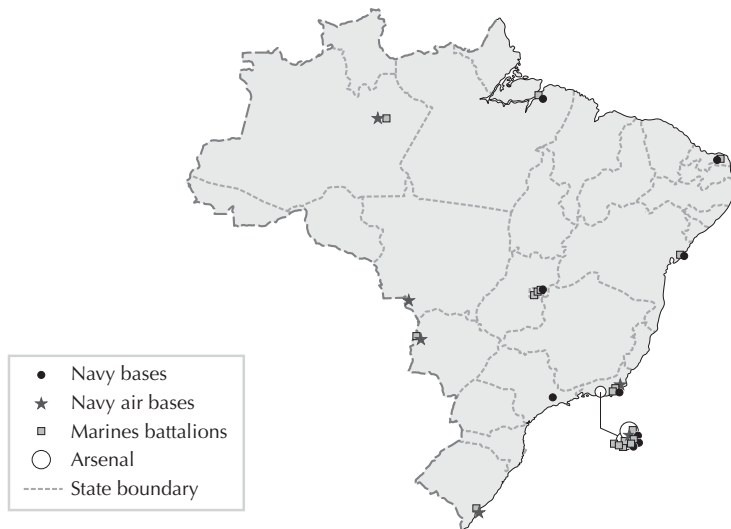 Navy bases
Navy air bases
Marines battalions
Arsenal
State boundary